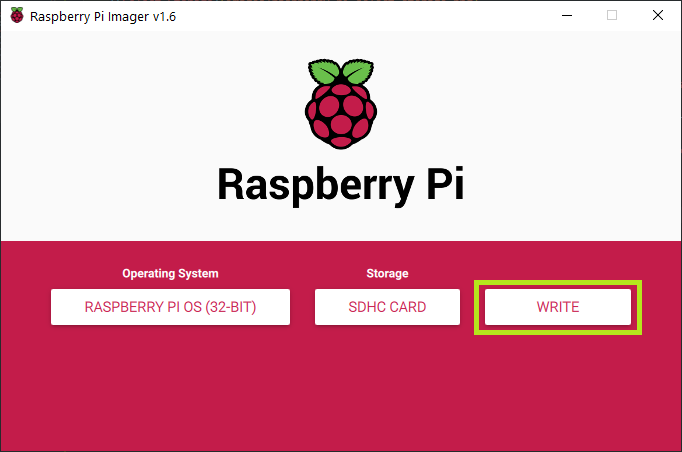 Raspberry Pi Imager v1.6
Raspberry Pi
Operating System
Storage
RASPBERRY PI OS (32-BIT)
SDHC CARD
WRITE